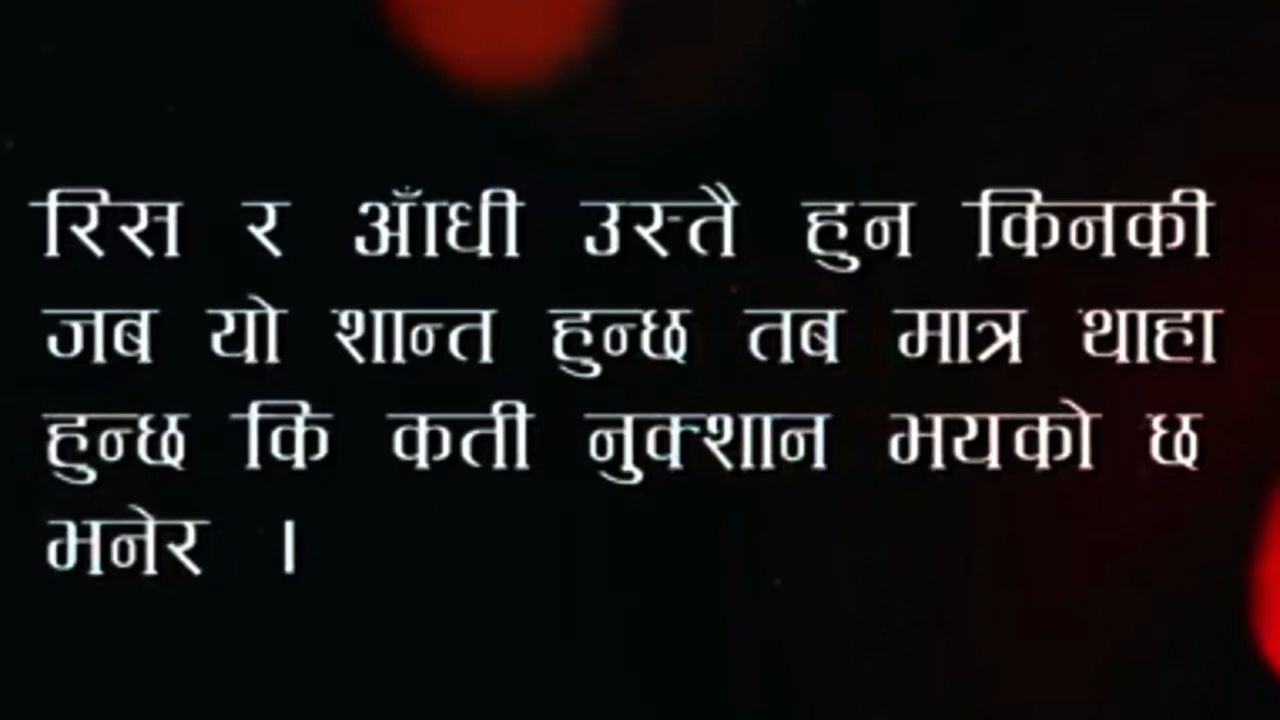 रिस र आँधी उस्तै हुन किनकी
जब यो शान्त हुन्छ तब मात्र थाहा
हुन्छ कि कती नुक्शान भयको छ
भनेर ।